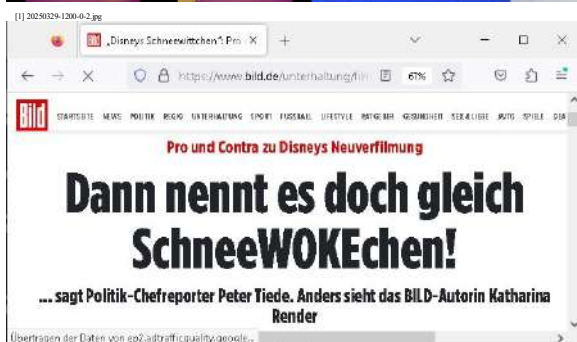 [1] 20250329-1200-0-2.jpg
„Disneys Schneewittchen“: Pro
https://www.bild.de/unterhaltung/fil
67%
Bild
STARTSEITE NEWS POLITIK REGIO UNTERHALTUNG SPORT FUSSBALL LIFESTYLE RATGEBER GESUNDHEIT SEX & LIEBE AUTO SPIELE
Pro und Contra zu Disneys Neuverfilmung
Dann nennt es doch gleich
SchneeWOKEchen!
... sagt Politik-Chefreporter Peter Tiede. Anders sieht das BILD-Autorin Katharina
Render
Übertragen der Daten von ep2.adtrafficquality.google...